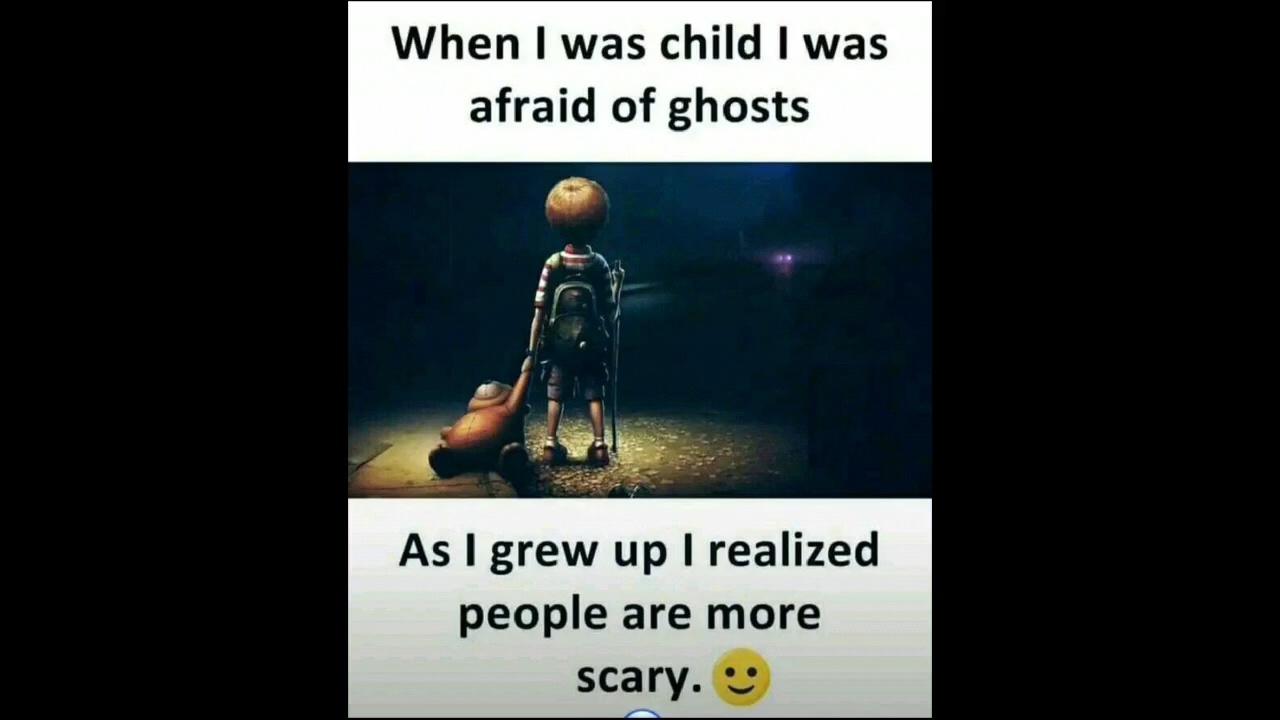 When I was child I was
afraid of ghosts
As I grew up I realized
people are more
scary. 🙂